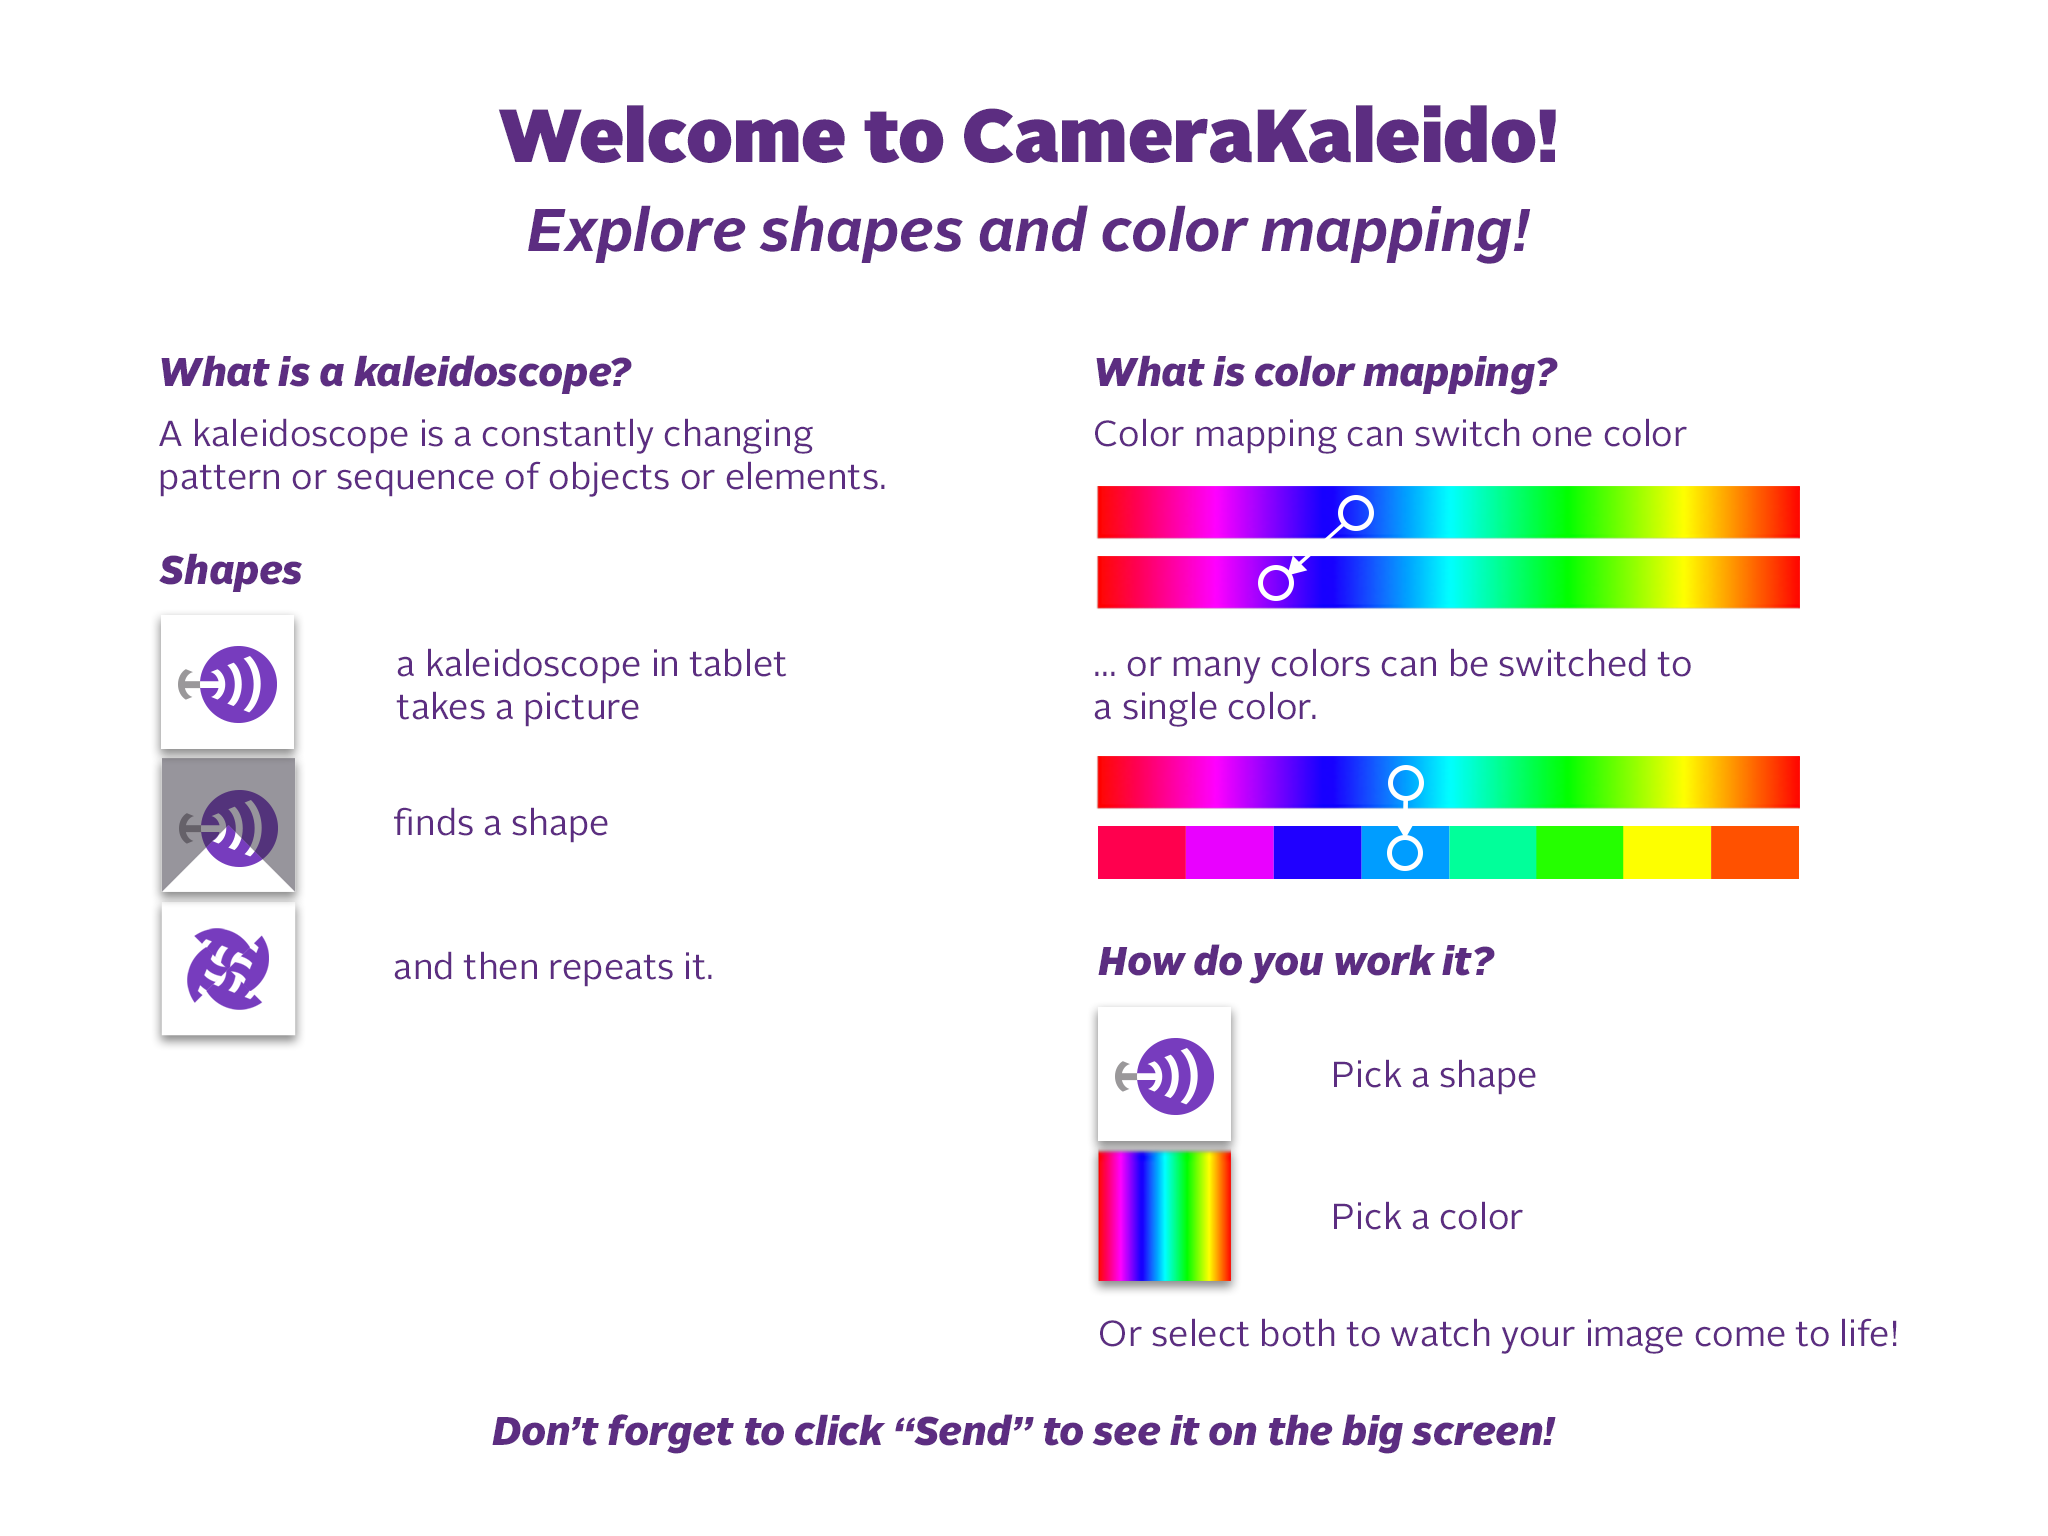 Welcome to CameraKaleido!
Explore shapes and color mapping!
What is a kaleidoscope?
A kaleidoscope is a constantly changing
pattern or sequence of objects or elements.
Shapes
a kaleidoscope in tablet
takes a picture
finds a shape
and then repeats it.
What is color mapping?
Color mapping can switch one color
... or many colors can be switched to
a single color.
How do you work it?
Pick a shape
Pick a color
Or select both to watch your image come to life!
Don’t forget to click “Send” to see it on the big screen!